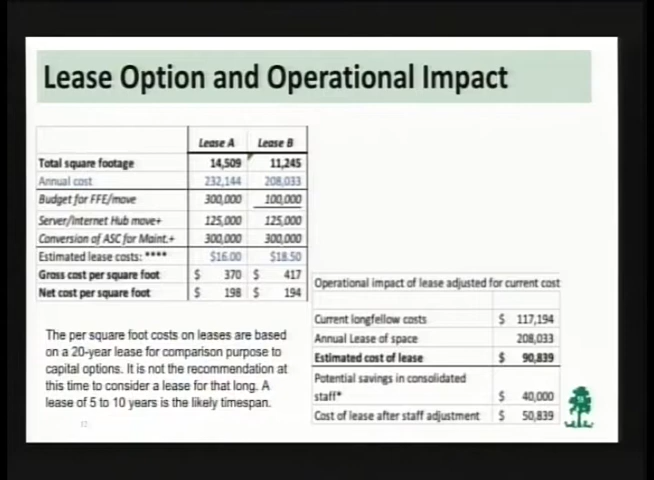 Lease Option and Operational Impact
Lease A Lease B
Total square footage 14,509 11,245
Annual cost 232,144 208,033
Budget for FFE/move 300,000 100,000
Server/Internet Hub move+ 125,000 125,000
Conversion of ASC for Maint.+ 300,000 300,000
Estimated lease costs: **** $16.00 $18.50
Gross cost per square foot $ 370 $ 417
Net cost per square foot $ 198 $ 194
The per square foot costs on leases are based
on a 20-year lease for comparison purpose to
capital options. It is not the recommendation at
this time to consider a lease for that long. A
lease of 5 to 10 years is the likely timespan.
Operational impact of lease adjusted for current cost
Current longfellow costs $ 117,194
Annual Lease of space 208,033
Estimated cost of lease $ 90,839
Potential savings in consolidated
staff* $ 40,000
Cost of lease after staff adjustment $ 50,839